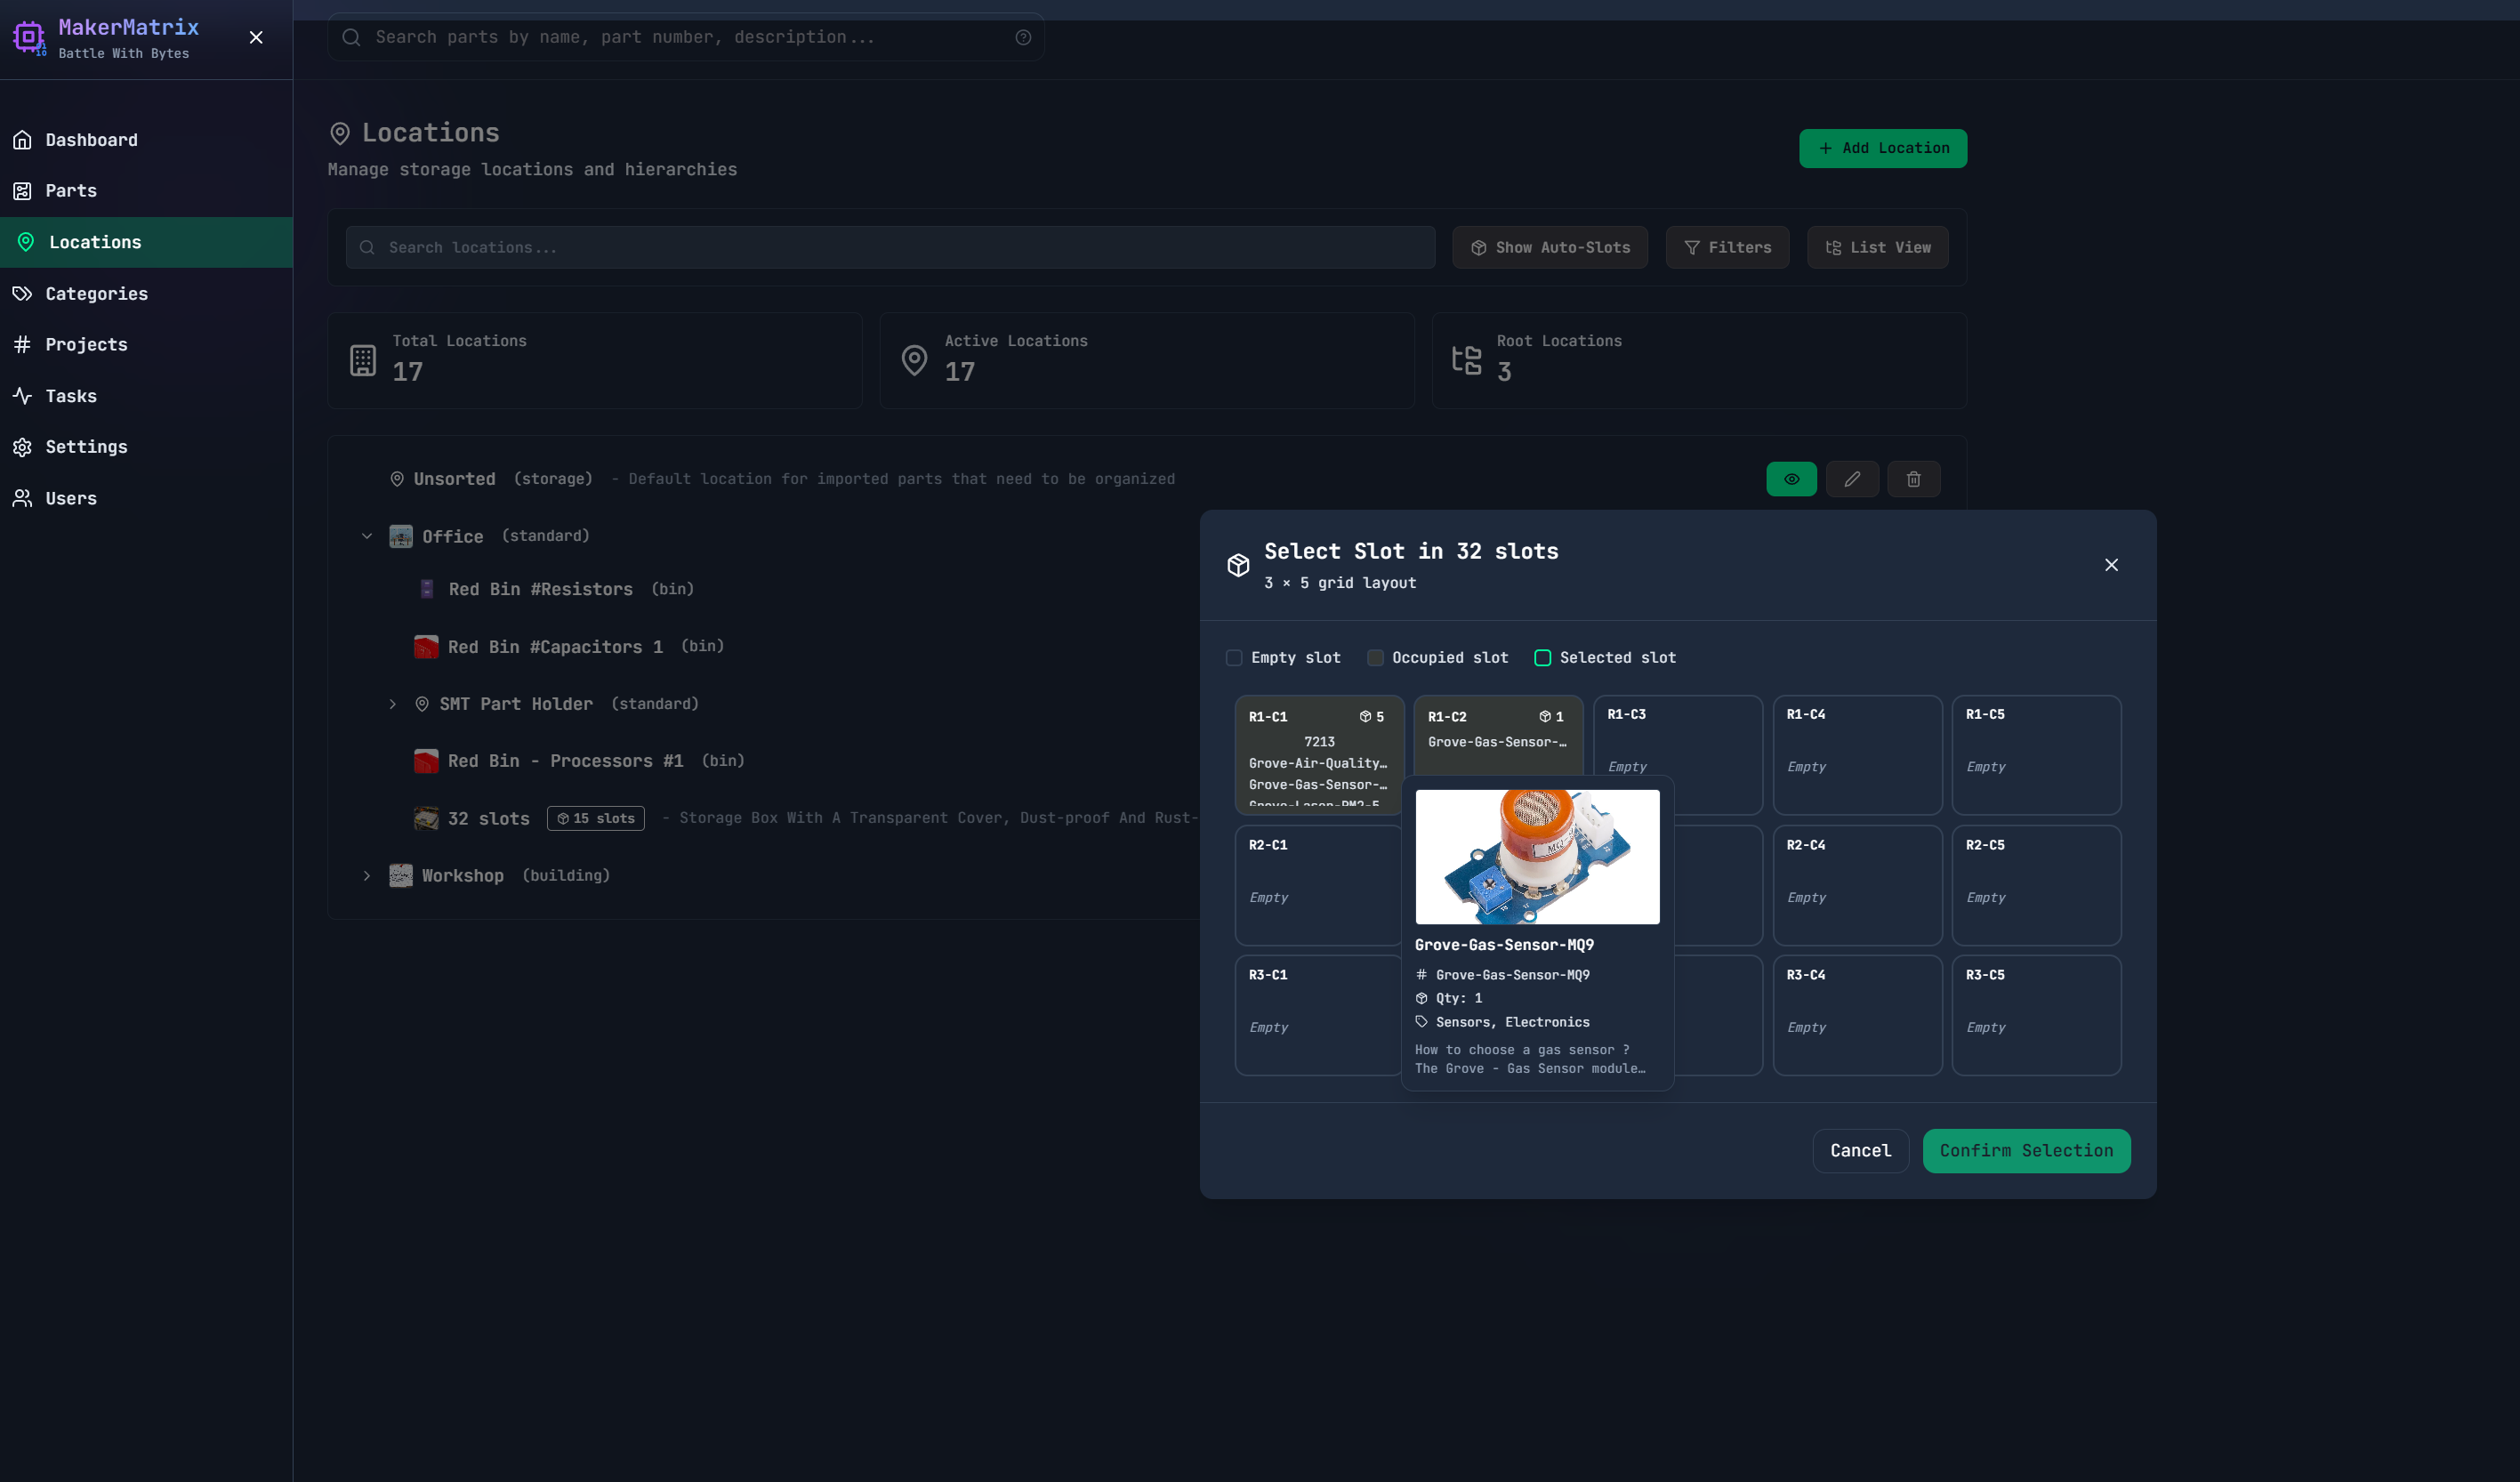 MakerMatrix
Battle With Bytes
Search parts by name, part number, description...
Dashboard
Parts
Locations
Categories
Projects
Tasks
Settings
Users
Locations
Manage storage locations and hierarchies
Add Location
Search locations...
Show Auto-Slots
Filters
List View
Total Locations
17
Active Locations
17
Root Locations
3
Unsorted (storage) - Default location for imported parts that need to be organized
Office (standard)
Red Bin #Resistors (bin)
Red Bin #Capacitors 1 (bin)
SMT Part Holder (standard)
Red Bin - Processors #1 (bin)
32 slots 15 slots - Storage Box With A Transparent Cover, Dust-proof And Rust-
Workshop (building)
Select Slot in 32 slots
3 × 5 grid layout
Empty slot
Occupied slot
Selected slot
R1-C1 5
7213
Grove-Air-Quality…
Grove-Gas-Sensor-…
Grove-Laser-PM2-5
R1-C2 1
Grove-Gas-Sensor-…
R1-C3
Empty
R1-C4
Empty
R1-C5
Empty
R2-C1
Empty
R2-C4
Empty
R2-C5
Empty
R3-C1
Empty
R3-C4
Empty
R3-C5
Empty
MQ
Grove-Gas-Sensor-MQ9
# Grove-Gas-Sensor-MQ9
Qty: 1
Sensors, Electronics
How to choose a gas sensor ?
The Grove - Gas Sensor module…
Cancel
Confirm Selection